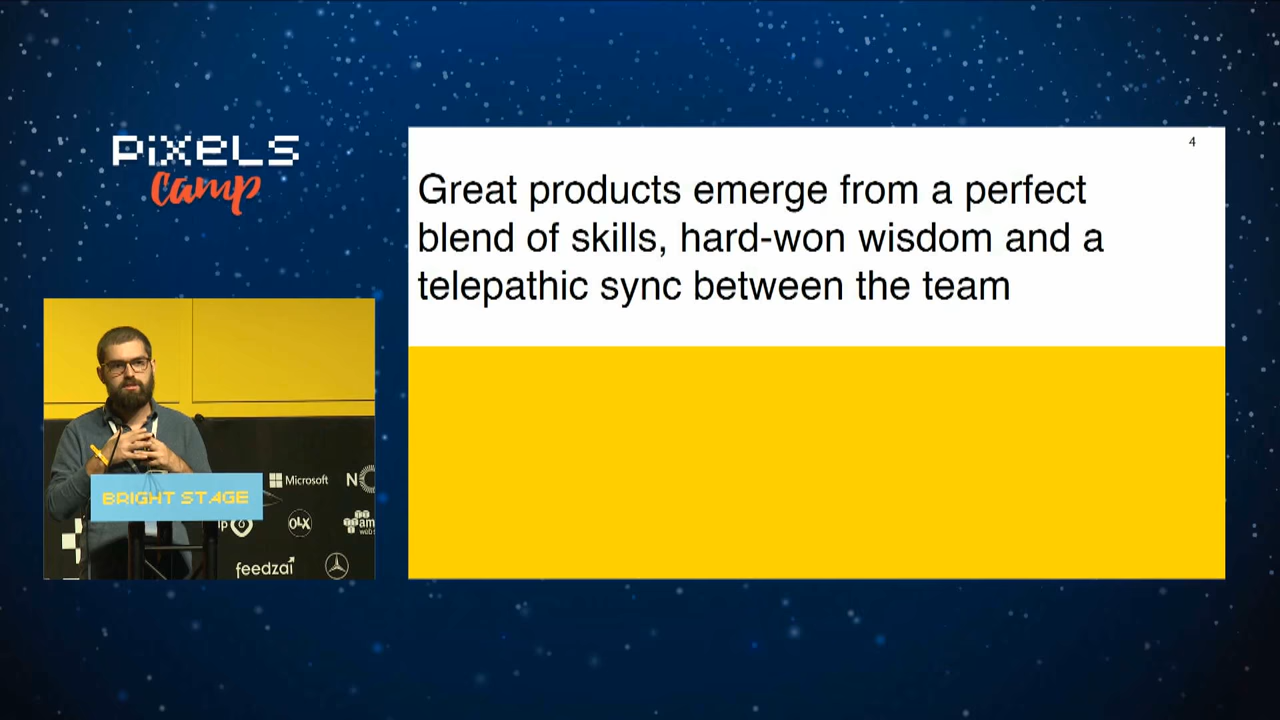 PiXELS
Camp
4
Great products emerge from a perfect
blend of skills, hard-won wisdom and a
telepathic sync between the team
BRIGHT STAGE
Microsoft
OLX
feedzai